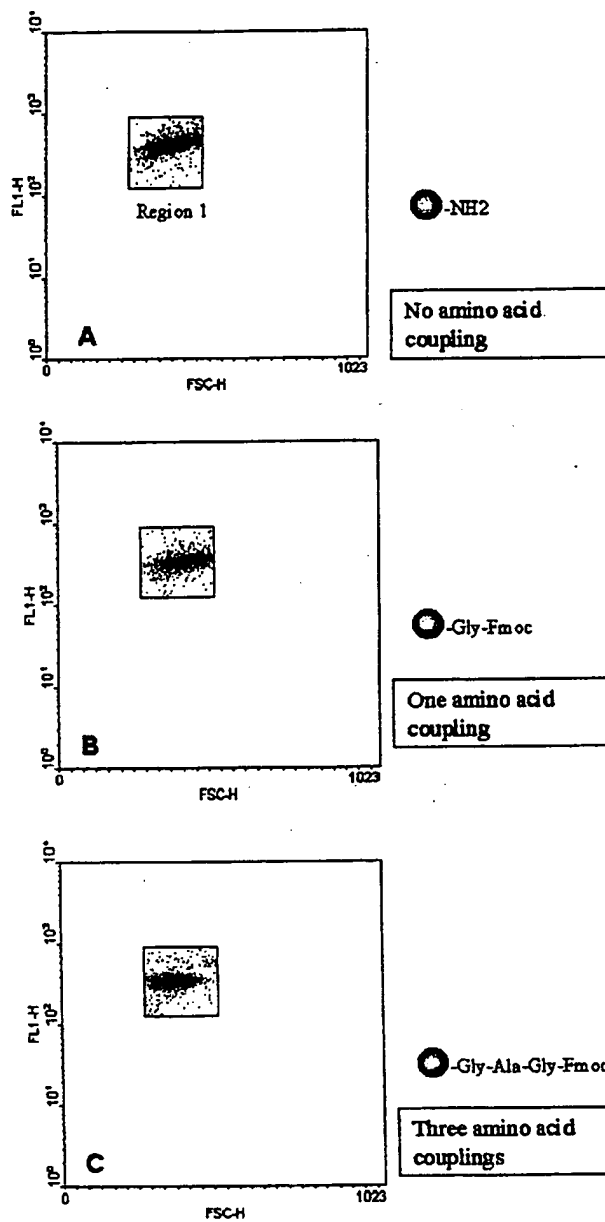 10⁴
10³
10²
10¹
10⁰
FL1-H
Region 1
A
0
1023
FSC-H
-NH2
No amino acid
coupling
10⁴
10³
10²
10¹
10⁰
FL1-H
B
0
1023
FSC-H
-Gly-Fmoc
One amino acid
coupling
10⁴
10³
10²
10¹
10⁰
FL1-H
C
0
1023
FSC-H
-Gly-Ala-Gly-Fmoc
Three amino acid
couplings